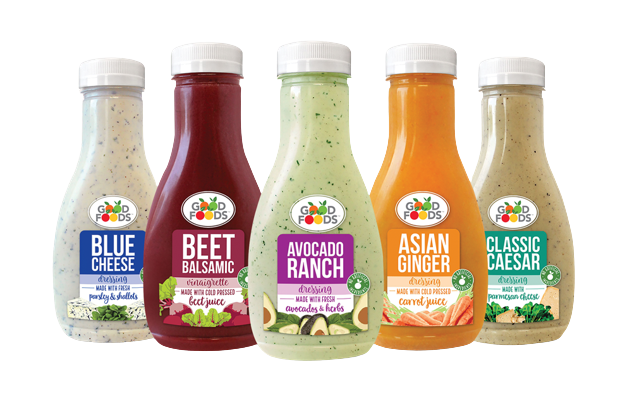 GOOD
FOODS
BLUE
CHEESE
dressing
MADE WITH FRESH
parsley & shallots
GOOD
FOODS
BEET
BALSAMIC
vinaigrette
MADE WITH COLD PRESSED
beet juice
GOOD
FOODS
AVOCADO
RANCH
dressing
MADE WITH FRESH
avocados & herbs
GOOD
FOODS
ASIAN
GINGER
dressing
MADE WITH COLD PRESSED
carrot juice
GOOD
FOODS
CLASSIC
CAESAR
dressing
MADE WITH
parmesan cheese